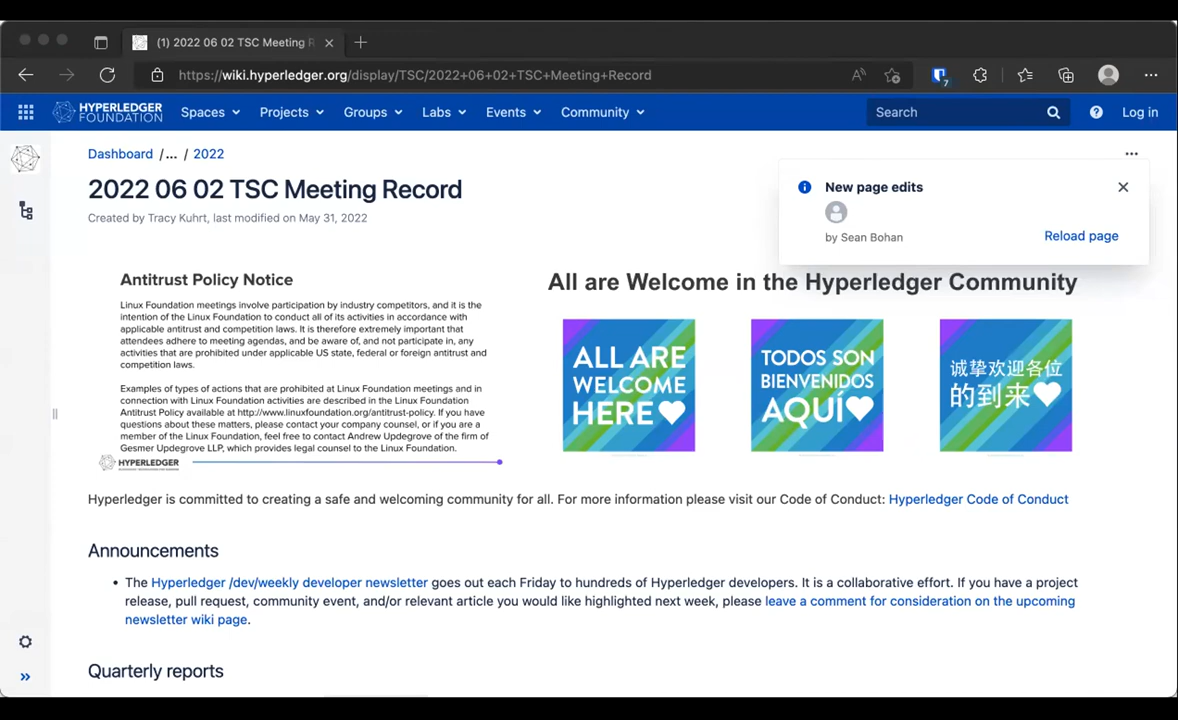 (1) 2022 06 02 TSC Meeting R
https://wiki.hyperledger.org/display/TSC/2022+06+02+TSC+Meeting+Record
7
HYPERLEDGER
FOUNDATION
Spaces
Projects
Groups
Labs
Events
Community
Search
Log in
Dashboard /... / 2022
2022 06 02 TSC Meeting Record
Created by Tracy Kuhrt, last modified on May 31, 2022
New page edits
by Sean Bohan
Reload page
Antitrust Policy Notice
Linux Foundation meetings involve participation by industry competitors, and it is the
intention of the Linux Foundation to conduct all of its activities in accordance with
applicable antitrust and competition laws. It is therefore extremely important that
attendees adhere to meeting agendas, and be aware of, and not participate in, any
activities that are prohibited under applicable US state, federal or foreign antitrust and
competition laws.
Examples of types of actions that are prohibited at Linux Foundation meetings and in
connection with Linux Foundation activities are described in the Linux Foundation
Antitrust Policy available at http://www.linuxfoundation.org/antitrust-policy. If you have
questions about these matters, please contact your company counsel, or if you are a
member of the Linux Foundation, feel free to contact Andrew Updegrove of the firm of
Gesmer Updegrove LLP, which provides legal counsel to the Linux Foundation.
HYPERLEDGER
All are Welcome in the Hyperledger Community
ALL ARE
WELCOME
HERE
TODOS SON
BIENVENIDOS
AQUÍ
诚挚欢迎各位
的到来
Hyperledger is committed to creating a safe and welcoming community for all. For more information please visit our Code of Conduct: Hyperledger Code of Conduct
Announcements
• The Hyperledger /dev/weekly developer newsletter goes out each Friday to hundreds of Hyperledger developers. It is a collaborative effort. If you have a project
release, pull request, community event, and/or relevant article you would like highlighted next week, please leave a comment for consideration on the upcoming
newsletter wiki page.
Quarterly reports